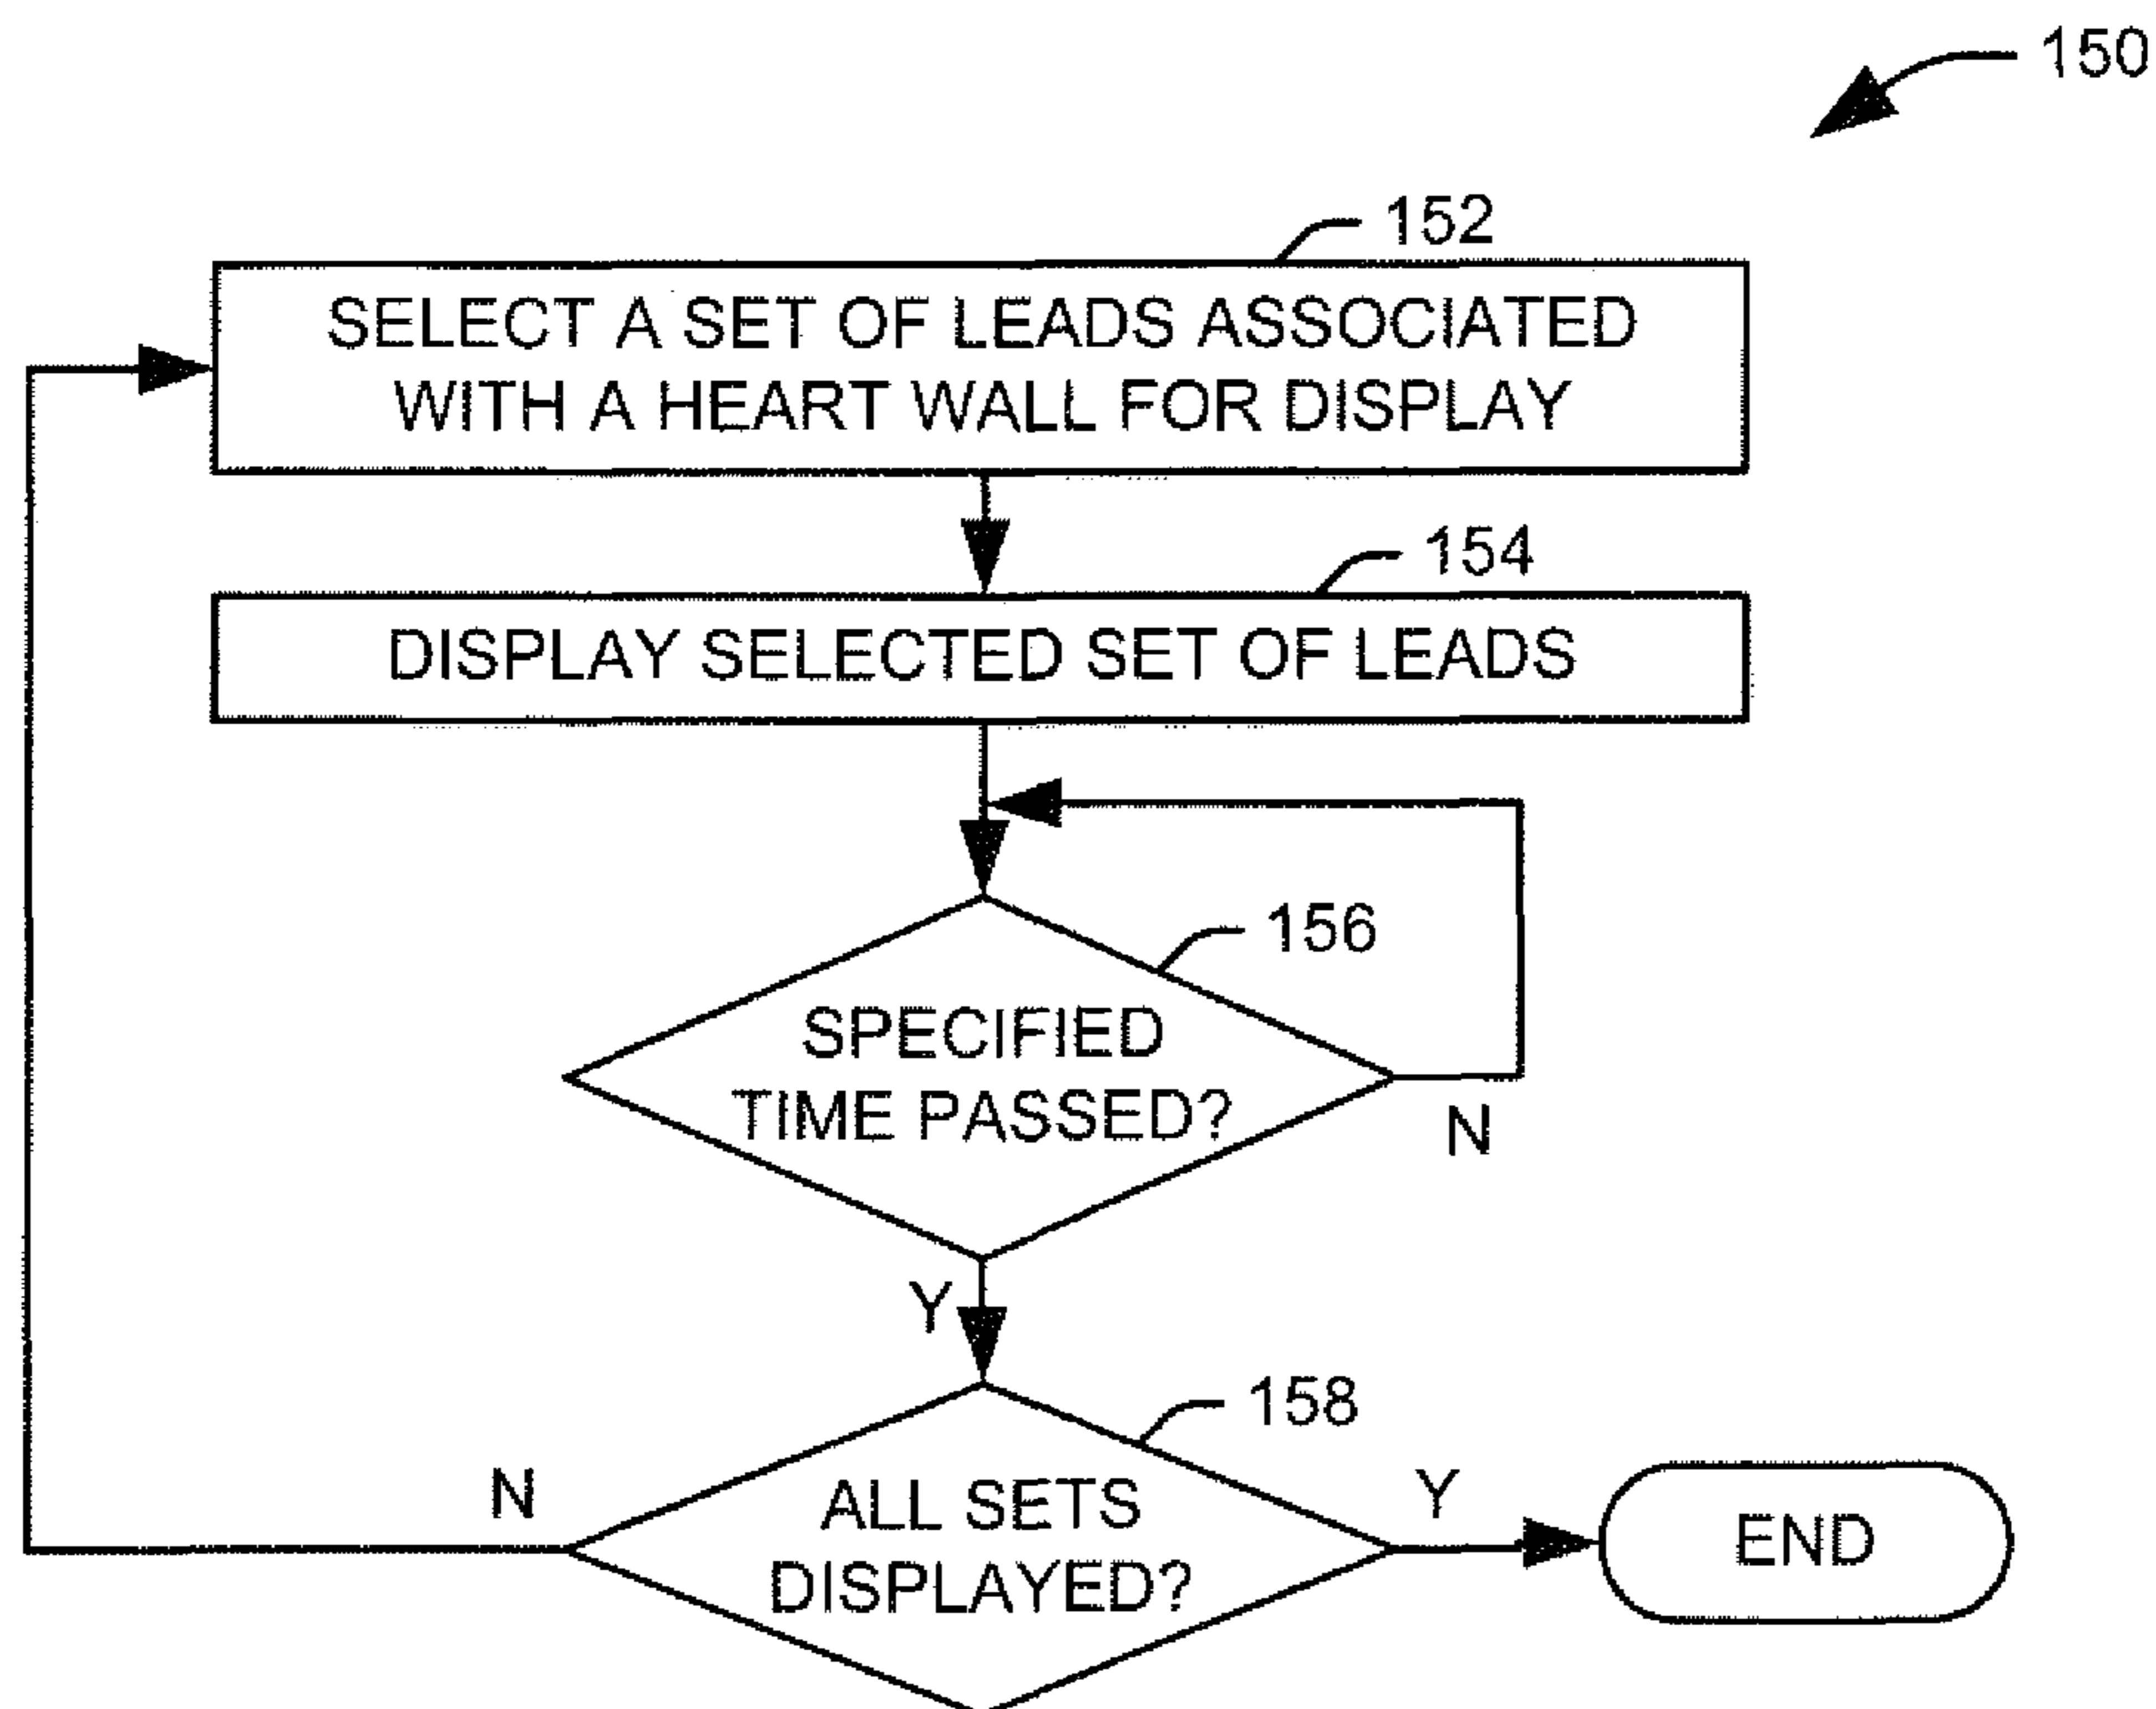 150
152
SELECT A SET OF LEADS ASSOCIATED
WITH A HEART WALL FOR DISPLAY
154
DISPLAY SELECTED SET OF LEADS
156
SPECIFIED
TIME PASSED?
N
Y
158
N
ALL SETS
DISPLAYED?
Y
END